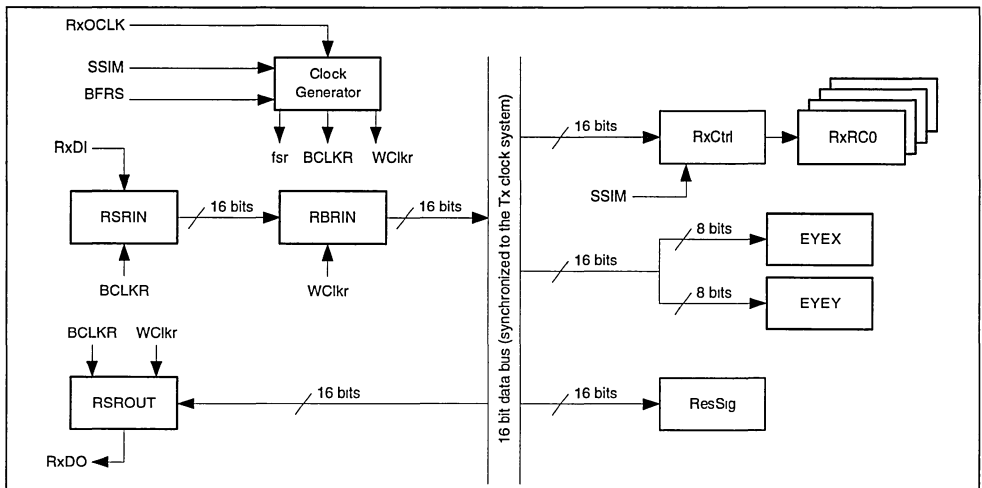 RxOCLK
SSIM
BFRS
Clock
Generator
fsr
BCLKR
WClkr
RxDI
RSRIN
16 bits
RBRIN
16 bits
BCLKR
WClkr
BCLKR
WClkr
RSROUT
16 bits
RxDO
16 bit data bus (synchronized to the Tx clock system)
16 bits
RxCtrl
RxRC0
SSIM
16 bits
8 bits
EYEX
8 bits
EYEY
16 bits
ResSig